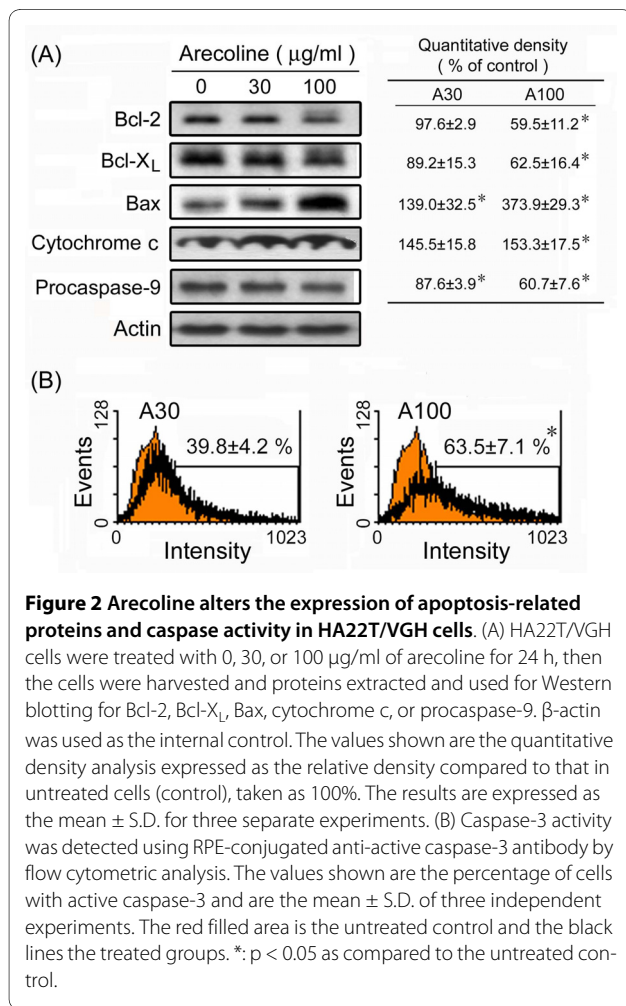 (A) Arecoline ( μg/ml )
0 30 100
Quantitative density
( % of control )
A30 A100
Bcl-2 97.6±2.9 59.5±11.2*
Bcl-XL 89.2±15.3 62.5±16.4*
Bax 139.0±32.5* 373.9±29.3*
Cytochrome c 145.5±15.8 153.3±17.5*
Procaspase-9 87.6±3.9* 60.7±7.6*
Actin
(B)
128 A30 39.8±4.2 %
Events
0
0 1023
Intensity
128 A100 63.5±7.1 %*
Events
0
0 1023
Intensity
Figure 2 Arecoline alters the expression of apoptosis-related
proteins and caspase activity in HA22T/VGH cells. (A) HA22T/VGH
cells were treated with 0, 30, or 100 μg/ml of arecoline for 24 h, then
the cells were harvested and proteins extracted and used for Western
blotting for Bcl-2, Bcl-XL, Bax, cytochrome c, or procaspase-9. β-actin
was used as the internal control. The values shown are the quantitative
density analysis expressed as the relative density compared to that in
untreated cells (control), taken as 100%. The results are expressed as
the mean ± S.D. for three separate experiments. (B) Caspase-3 activity
was detected using RPE-conjugated anti-active caspase-3 antibody by
flow cytometric analysis. The values shown are the percentage of cells
with active caspase-3 and are the mean ± S.D. of three independent
experiments. The red filled area is the untreated control and the black
lines the treated groups. *: p < 0.05 as compared to the untreated con-
trol.